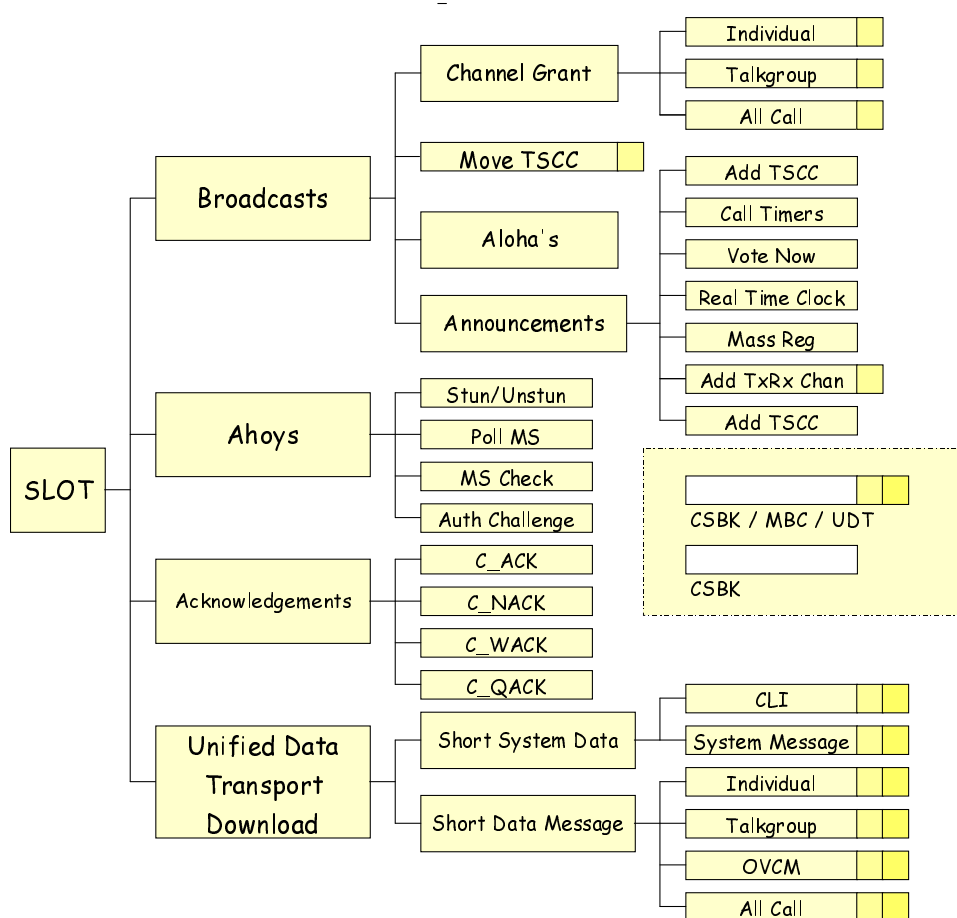 Individual
Channel Grant
Talkgroup
All Call
Move TSCC
Broadcasts
Add TSCC
Aloha's
Call Timers
Vote Now
Announcements
Real Time Clock
Mass Reg
Add TxRx Chan
Add TSCC
Stun/Unstun
Ahoys
Poll MS
MS Check
Auth Challenge
SLOT
CSBK / MBC / UDT
CSBK
C_ACK
Acknowledgements
C_NACK
C_WACK
C_QACK
Unified Data
Transport
Download
Short System Data
CLI
System Message
Short Data Message
Individual
Talkgroup
OVCM
All Call